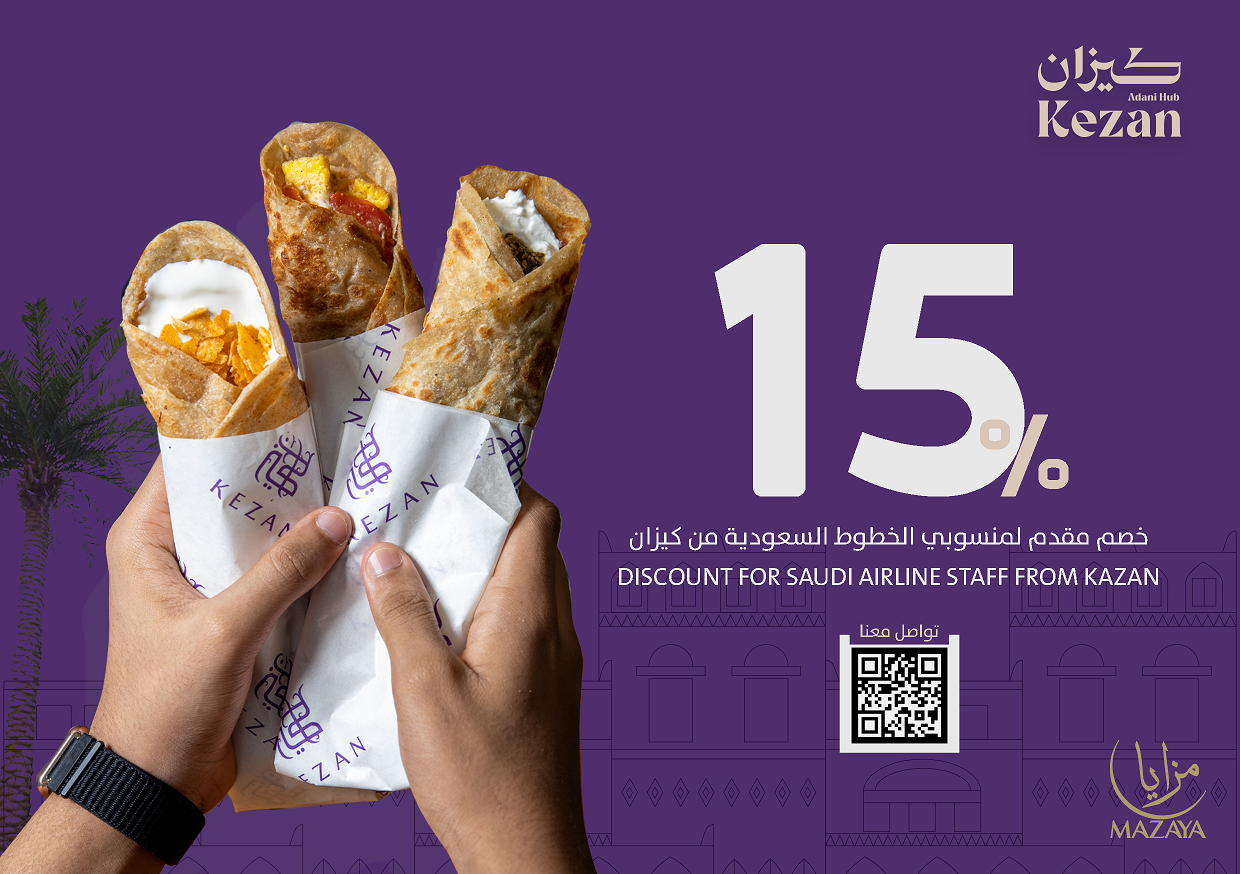 كيزان
Adani Hub
Kezan
15%
خصم مقدم لمنسوبي الخطوط السعودية من كيزان
DISCOUNT FOR SAUDI AIRLINE STAFF FROM KAZAN
تواصل معنا
مزايا
MAZAYA
KEZAN
KEZAN
KEZAN
EZAN